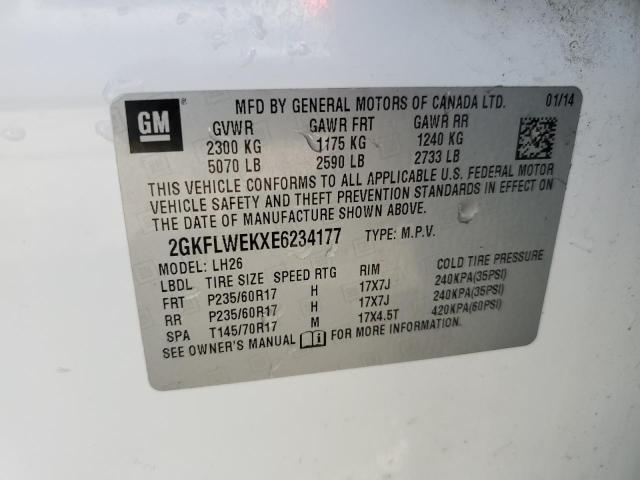 GM
MFD BY GENERAL MOTORS OF CANADA LTD. 01/14
GVWR GAWR FRT GAWR RR
2300 KG 1175 KG 1240 KG
5070 LB 2590 LB 2733 LB
THIS VEHICLE CONFORMS TO ALL APPLICABLE U.S. FEDERAL MOTOR
VEHICLE SAFETY AND THEFT PREVENTION STANDARDS IN EFFECT ON
THE DATE OF MANUFACTURE SHOWN ABOVE.
2GKFLWEKXE6234177 TYPE: M.P.V.
MODEL: LH26
LBDL TIRE SIZE SPEED RTG RIM COLD TIRE PRESSURE
FRT P235/60R17 H 17X7J 240KPA(35PSI)
RR P235/60R17 H 17X7J 240KPA(35PSI)
SPA T145/70R17 M 17X4.5T 420KPA(60PSI)
SEE OWNER'S MANUAL FOR MORE INFORMATION.